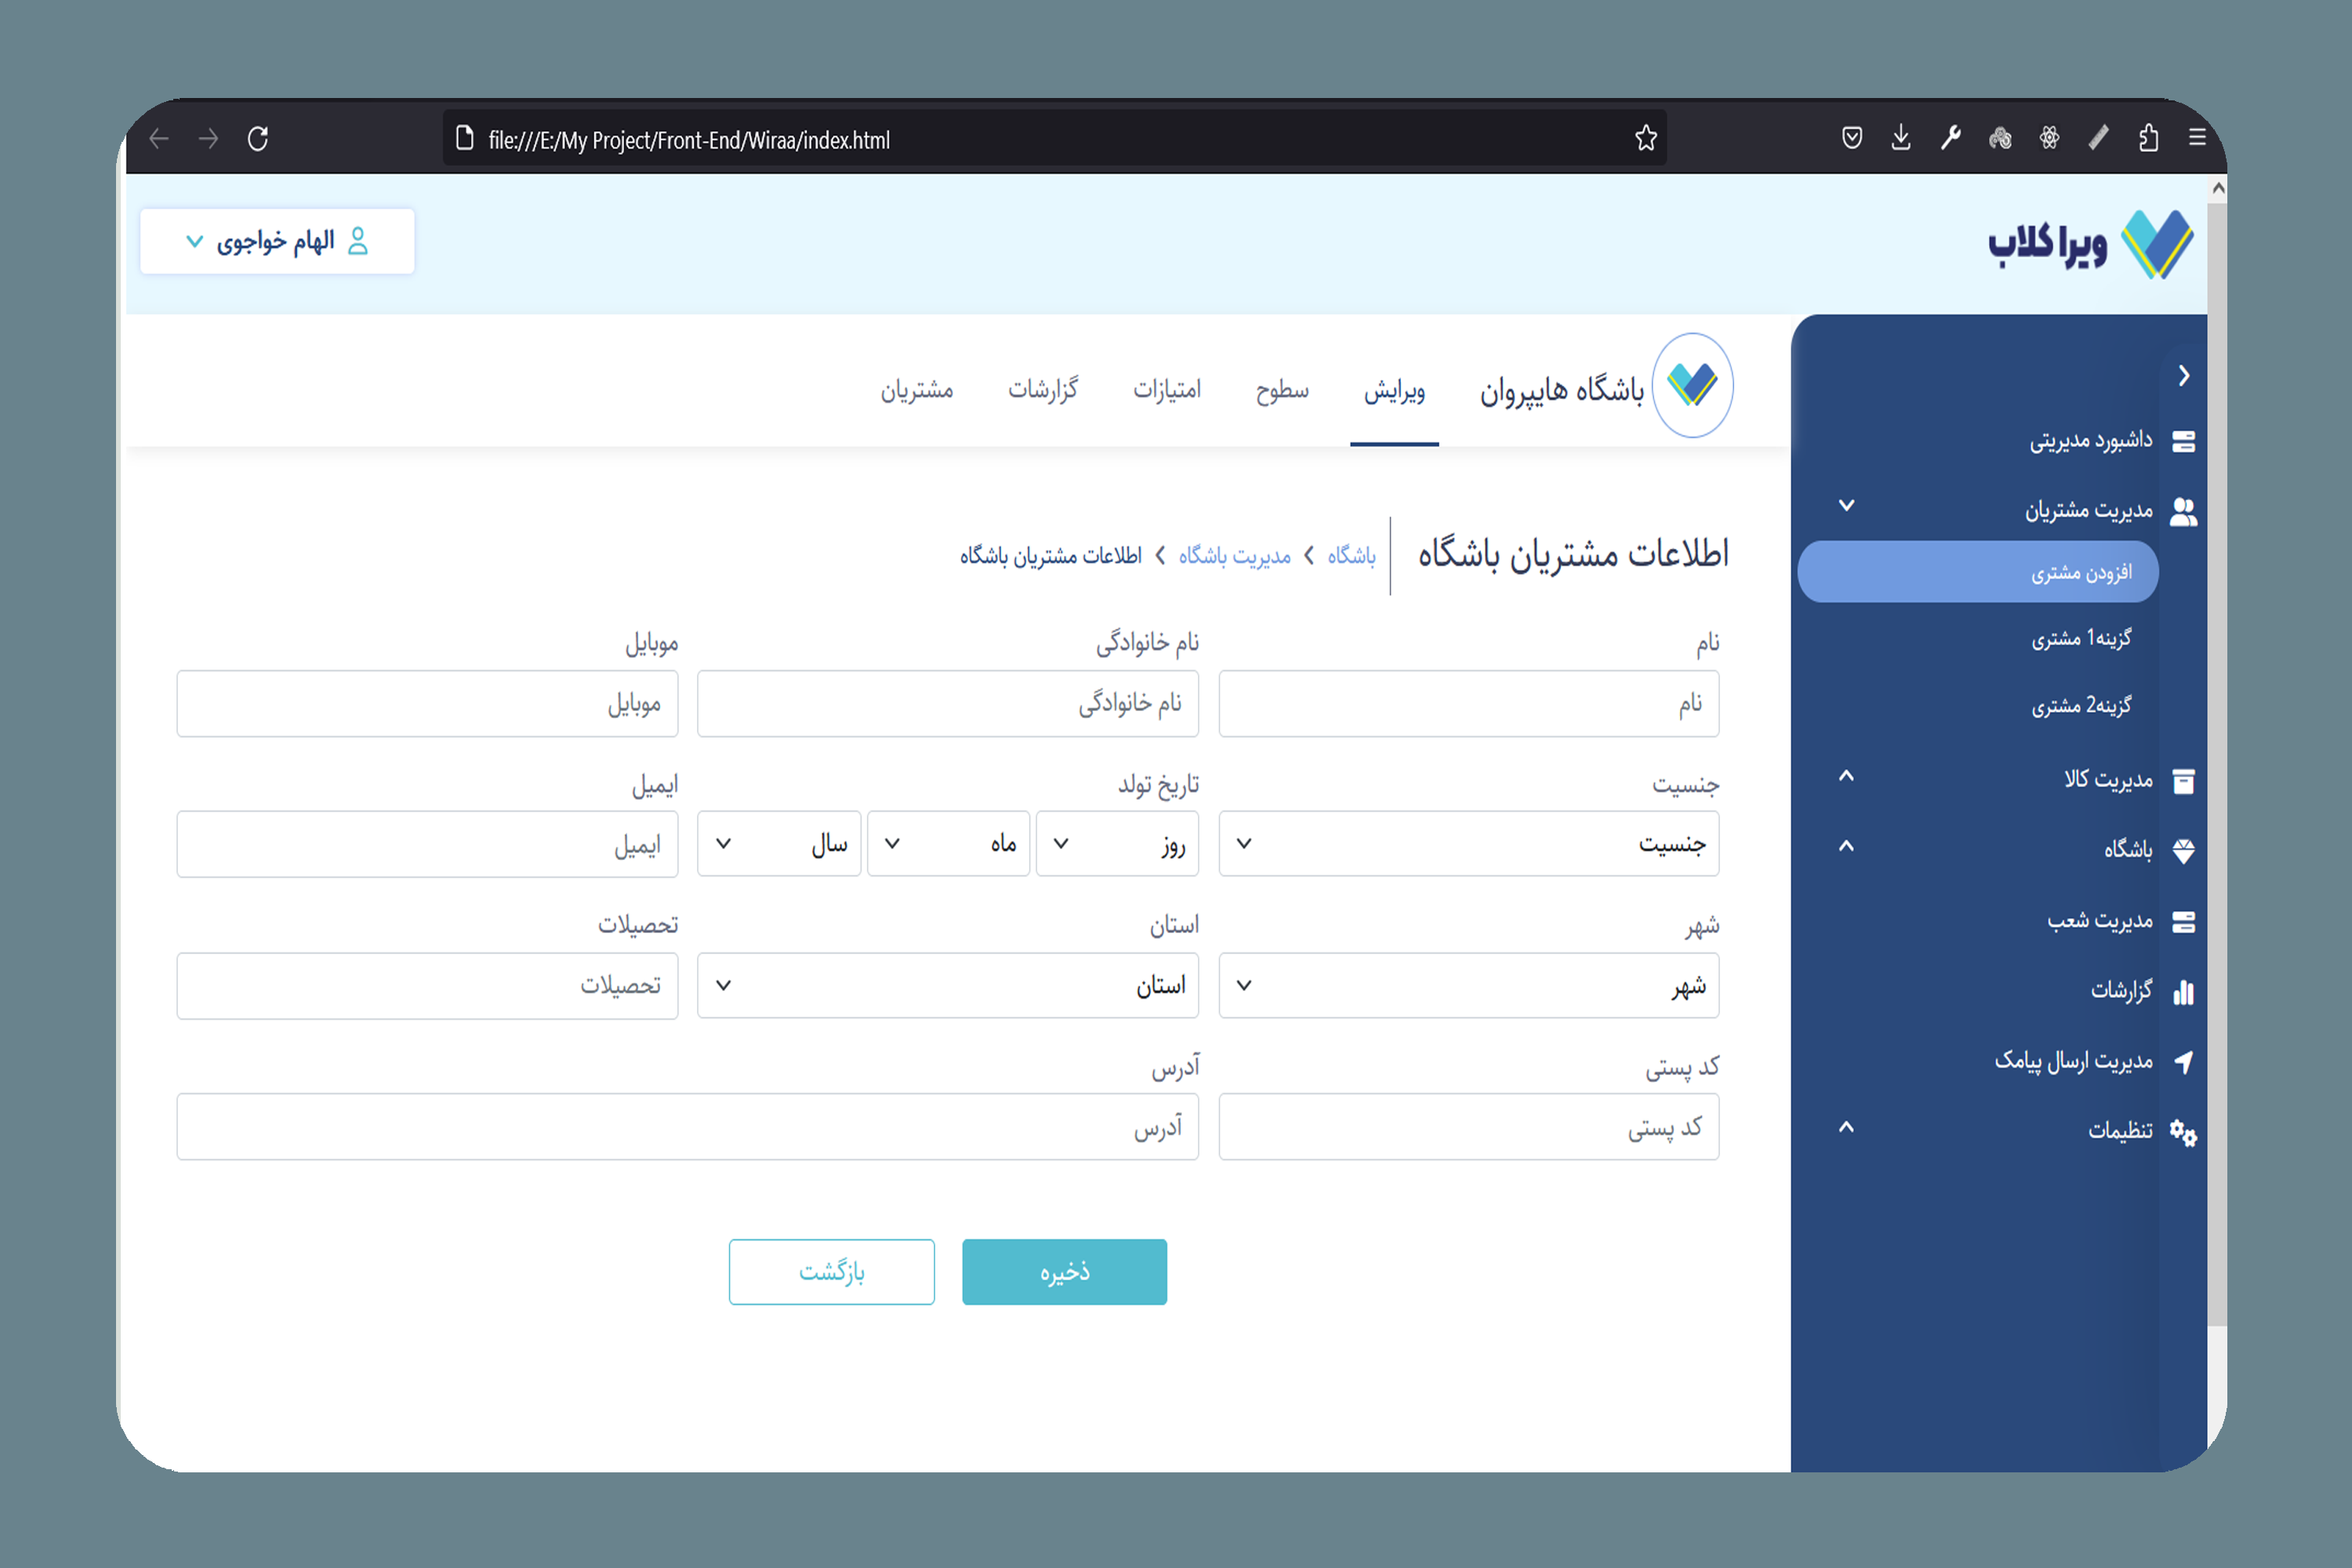 file:///E:/My Project/Front-End/Wiraa/index.html
ویرا کلاب
الهام خواجوی
داشبورد مدیریتی
مدیریت مشتریان
افزودن مشتری
گزینه1 مشتری
گزینه2 مشتری
مدیریت کالا
باشگاه
مدیریت شعب
گزارشات
مدیریت ارسال پیامک
تنظیمات
باشگاه هایپروان ویرایش سطوح امتیازات گزارشات مشتریان
اطلاعات مشتریان باشگاه
باشگاه مدیریت باشگاه اطلاعات مشتریان باشگاه
نام نام خانوادگی موبایل
نام نام خانوادگی موبایل
جنسیت تاریخ تولد ایمیل
جنسیت روز ماه سال ایمیل
شهر استان تحصیلات
شهر استان تحصیلات
کد پستی آدرس
کد پستی آدرس
ذخیره بازگشت